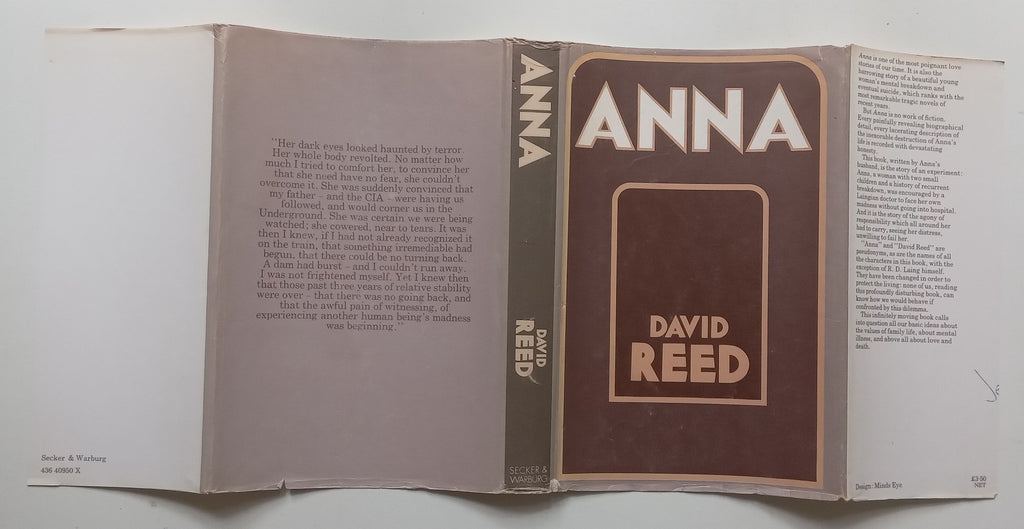 Secker & Warburg
436 40950 X
"Her dark eyes looked haunted by terror.
Her whole body revolted. No matter how
much I tried to comfort her, to convince her
that she need have no fear, she couldn't
overcome it. She was suddenly convinced that
my father – and the CIA – were having us
followed, and would corner us in the
Underground. She was certain we were being
watched; she cowered, near to tears. It was
then I knew, if I had not already recognized it
on the train, that something irremediable had
begun, that there could be no turning back.
A dam had burst – and I couldn't run away.
I was not frightened myself. Yet I knew then
that those past three years of relative stability
were over – that there was no going back, and
that the awful pain of witnessing, of
experiencing another human being's madness
was beginning."
ANNA
DAVID
REED
SECKER &
WARBURG
ANNA
DAVID
REED
Anna is one of the most poignant love
stories of our time. It is also the
harrowing story of a beautiful young
woman's mental breakdown and
eventual suicide, which ranks with the
most remarkable tragic novels of
recent years.
But Anna is no work of fiction.
Every painfully revealing biographical
detail, every lacerating description of
the inexorable destruction of Anna's
life is recorded with devastating
honesty.
This book, written by Anna's
husband, is the story of an experiment:
Anna, a woman with two small
children and a history of recurrent
breakdown, was encouraged by a
Laingian doctor to face her own
madness without going into hospital.
And it is the story of the agony of
responsibility which all around her
had to carry, seeing her distress,
unwilling to fail her.
"Anna" and "David Reed" are
pseudonyms, as are the names of all
the characters in this book, with the
exception of R. D. Laing himself.
They have been changed in order to
protect the living: none of us, reading
this profoundly disturbing book, can
know how we would behave if
confronted by this dilemma.
This infinitely moving book calls
into question all our basic ideas about
the values of family life, about mental
illness, and above all about love and
death.
Design: Minds Eye.
£3·50
NET